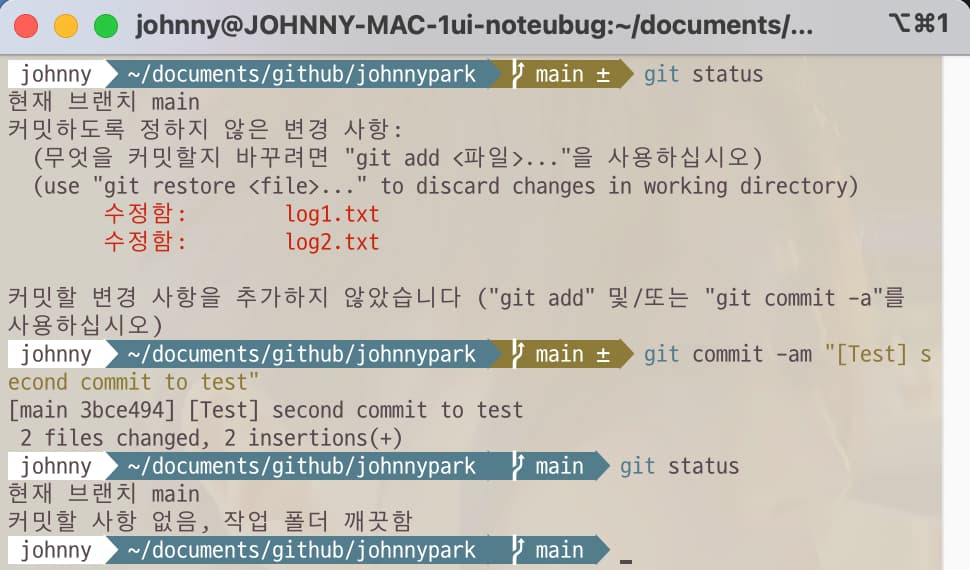 johnny@JOHNNY-MAC-1ui-noteubug:~/documents/... ⌥⌘1
johnny ~/documents/github/johnnypark main ± git status
현재 브랜치 main
커밋하도록 정하지 않은 변경 사항:
(무엇을 커밋할지 바꾸려면 "git add <파일>..."을 사용하십시오)
(use "git restore <file>..." to discard changes in working directory)
수정함: log1.txt
수정함: log2.txt
커밋할 변경 사항을 추가하지 않았습니다 ("git add" 및/또는 "git commit -a"를
사용하십시오)
johnny ~/documents/github/johnnypark main ± git commit -am "[Test] s
econd commit to test"
[main 3bce494] [Test] second commit to test
2 files changed, 2 insertions(+)
johnny ~/documents/github/johnnypark main git status
현재 브랜치 main
커밋할 사항 없음, 작업 폴더 깨끗함
johnny ~/documents/github/johnnypark main